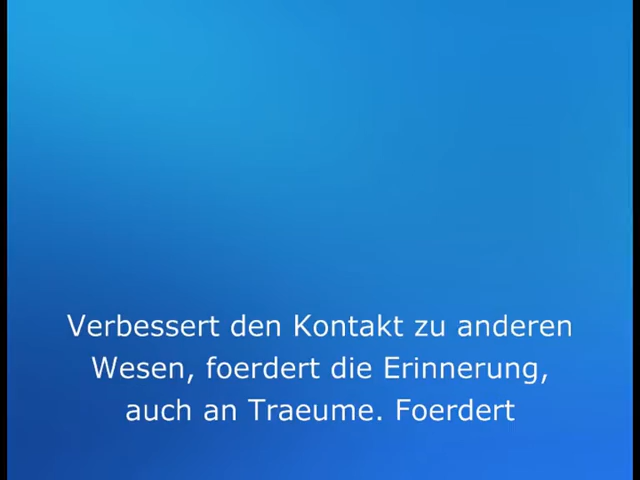 Verbessert den Kontakt zu anderen
Wesen, foerdert die Erinnerung,
auch an Traeume. Foerdert